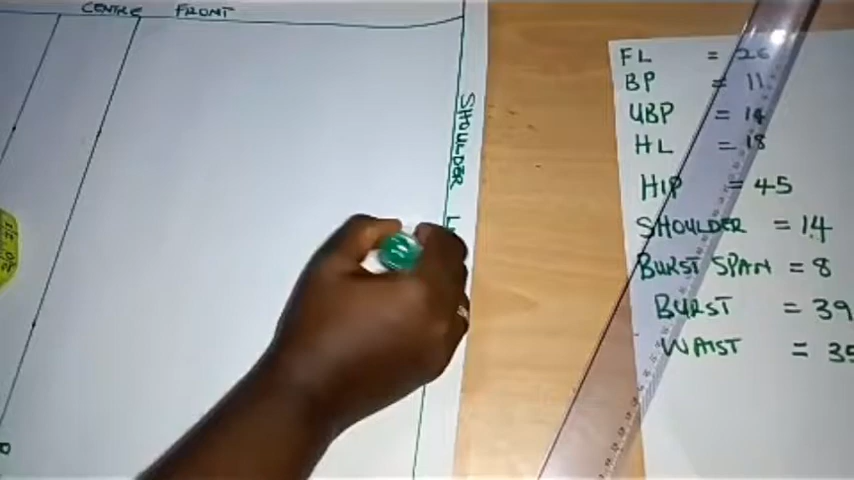 CENTRE FRONT
SHOULDER
FL = 26
BP = 11
UBP = 14
HL = 18
HIP = 45
SHOULDER = 14
BURST SPAN = 8
BURST = 39
WAIST = 35